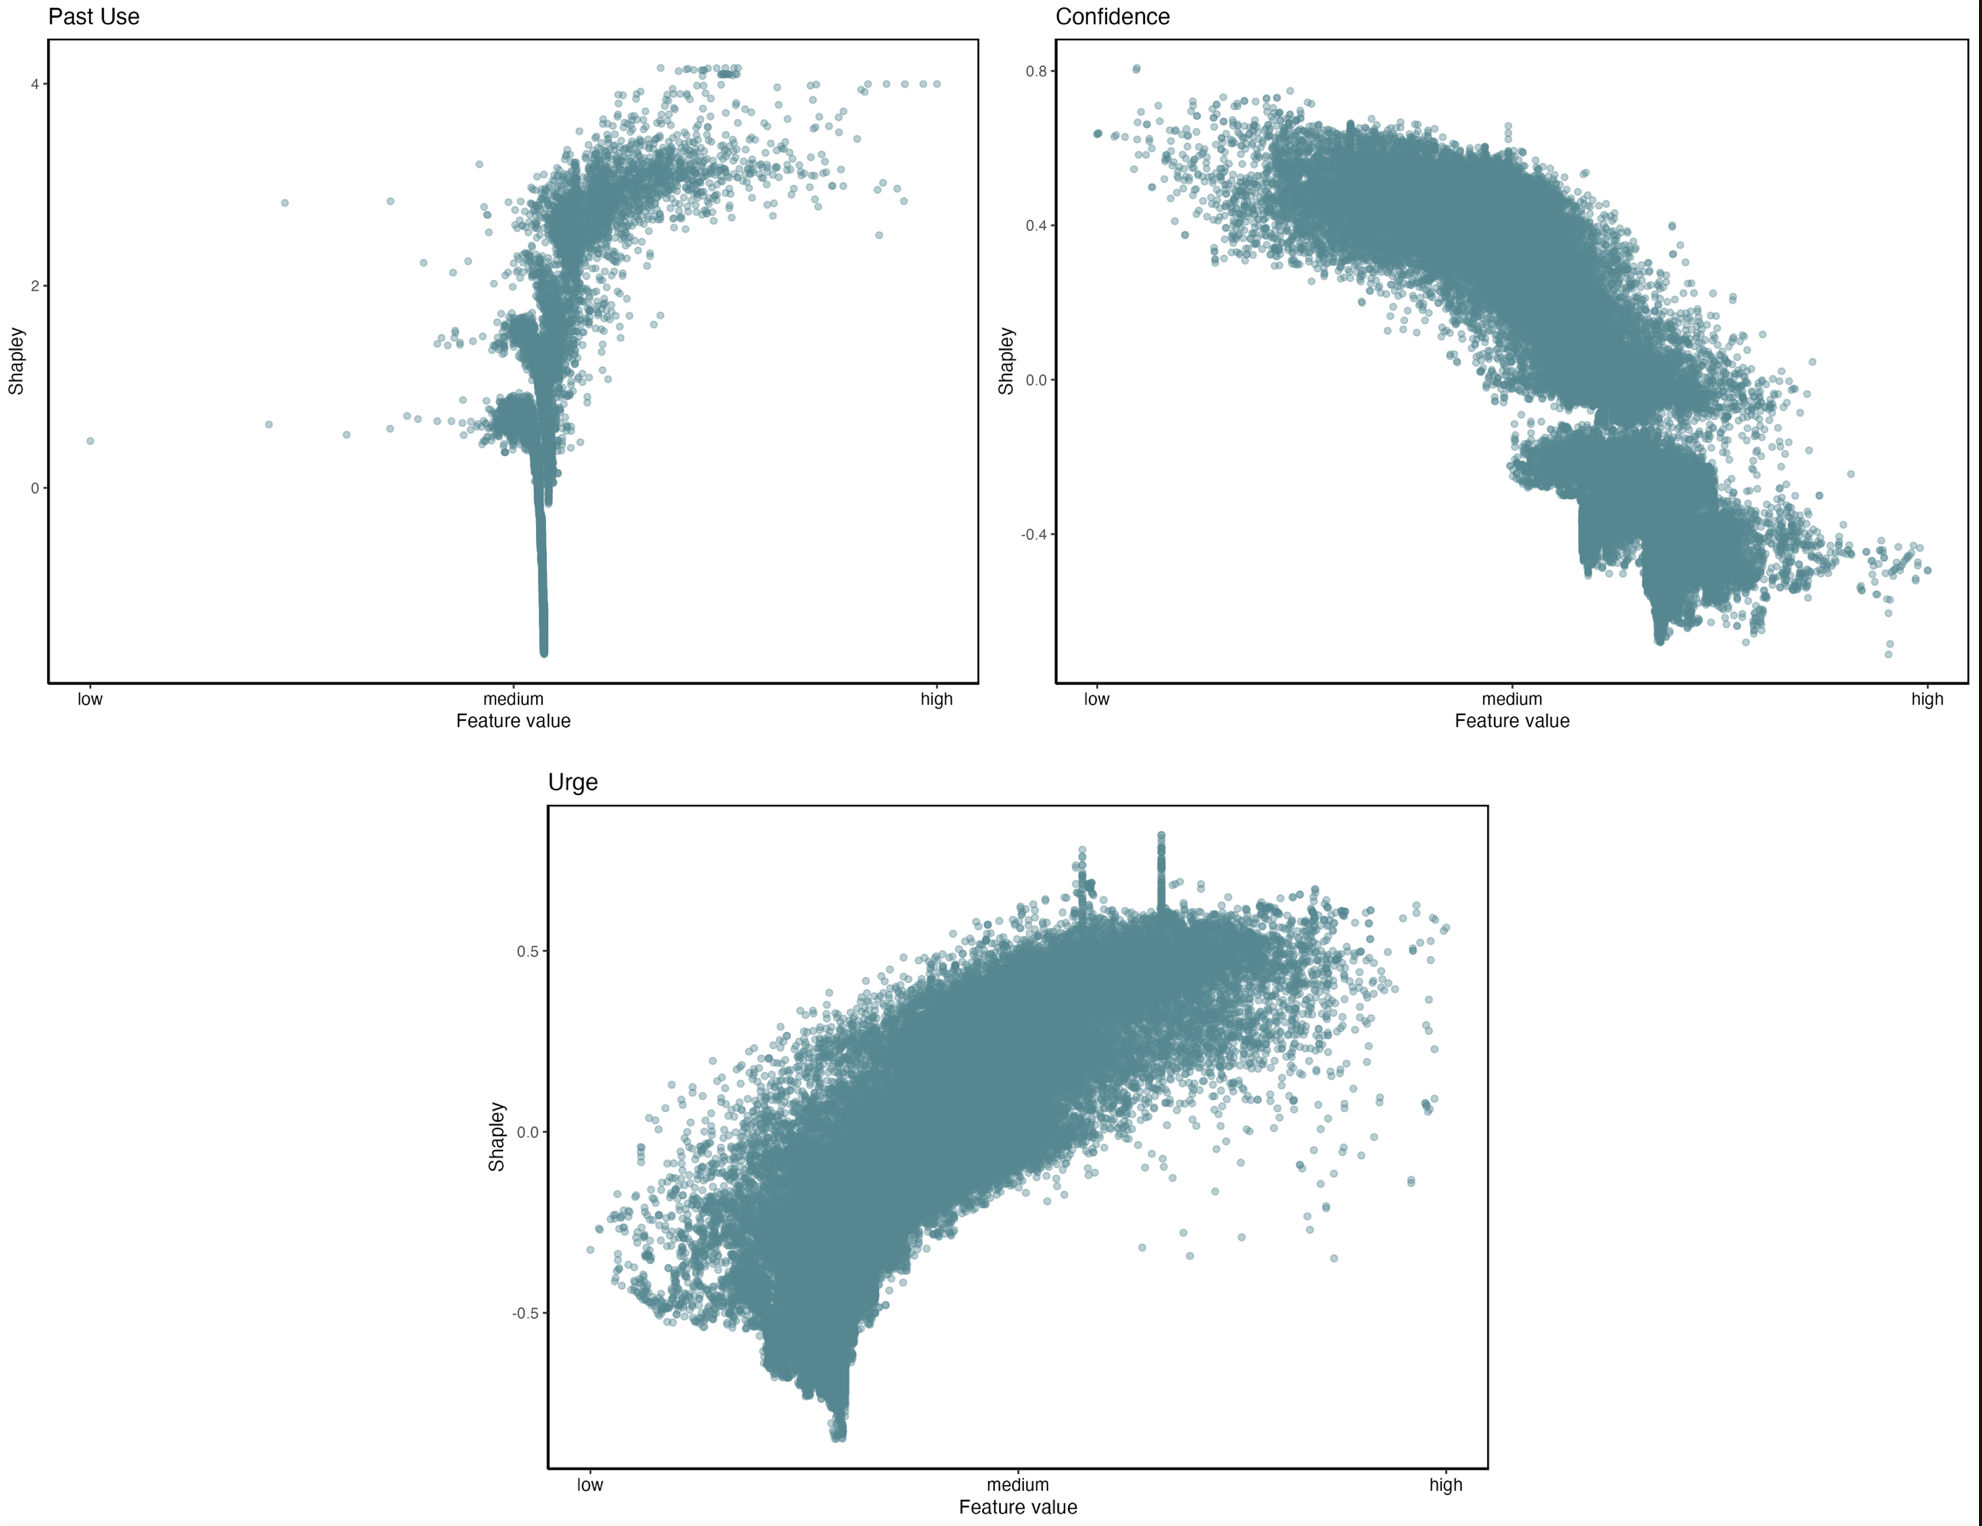 Past Use
4
2
0
Shapley
low medium high
Feature value
Confidence
0.8
0.4
0.0
-0.4
Shapley
low medium high
Feature value
Urge
0.5
0.0
-0.5
Shapley
low medium high
Feature value